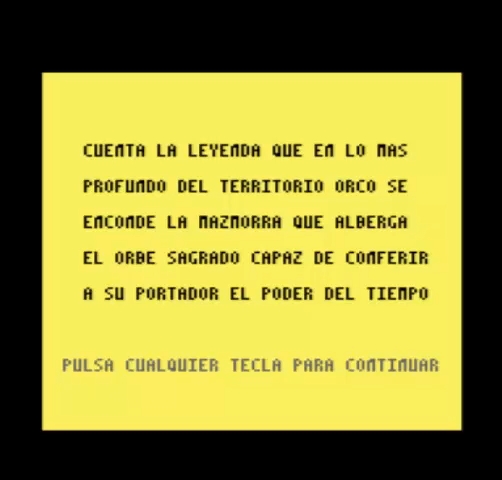 CUENTA LA LEYENDA QUE EN LO MAS
PROFUNDO DEL TERRITORIO ORCO SE
ENCONDE LA MAZMORRA QUE ALBERGA
EL ORBE SAGRADO CAPAZ DE CONFERIR
A SU PORTADOR EL PODER DEL TIEMPO
PULSA CUALQUIER TECLA PARA CONTINUAR